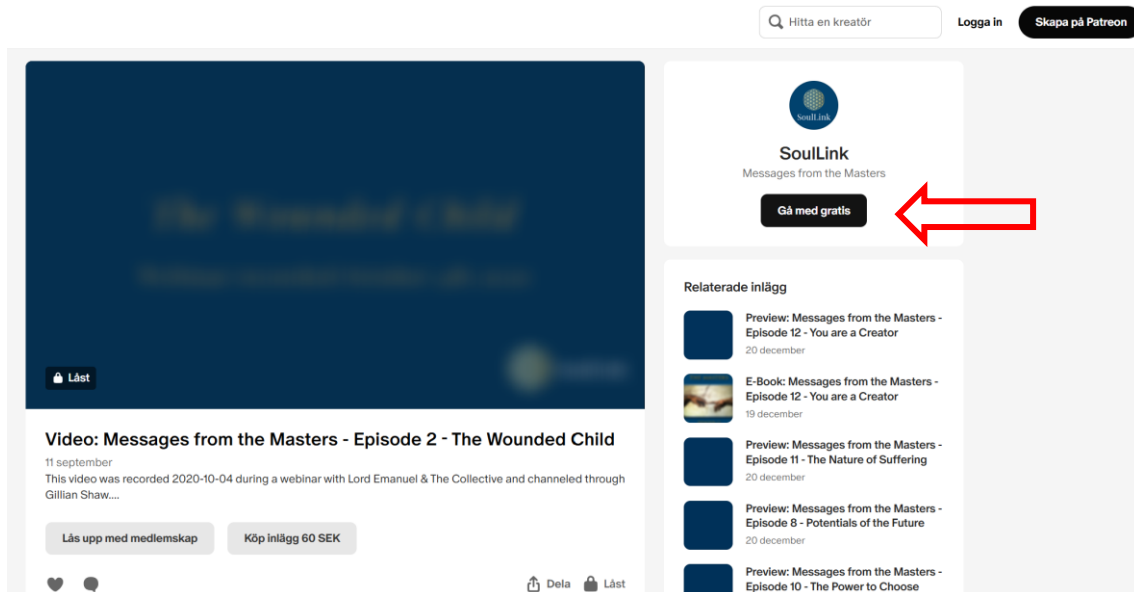 Hitta en kreatör
Logga in
Skapa på Patreon
The Wounded Child
Låst
Video: Messages from the Masters - Episode 2 - The Wounded Child
11 september
This video was recorded 2020-10-04 during a webinar with Lord Emanuel & The Collective and channeled through
Gillian Shaw....
Lås upp med medlemskap
Köp inlägg 60 SEK
Dela
Låst
SoulLink
SoulLink
Messages from the Masters
Gå med gratis
Relaterade inlägg
Preview: Messages from the Masters -
Episode 12 - You are a Creator
20 december
E-Book: Messages from the Masters -
Episode 12 - You are a Creator
19 december
Preview: Messages from the Masters -
Episode 11 - The Nature of Suffering
20 december
Preview: Messages from the Masters -
Episode 8 - Potentials of the Future
20 december
Preview: Messages from the Masters -
Episode 10 - The Power to Choose